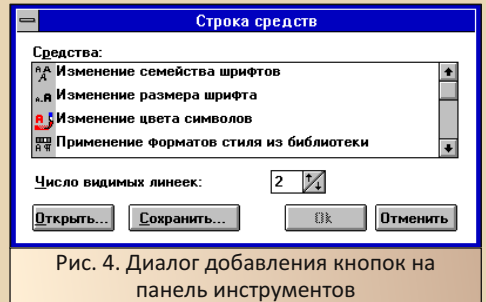 Строка средств
Средства:
Изменение семейства шрифтов
Изменение размера шрифта
Изменение цвета символов
Применение форматов стиля из библиотеки
Число видимых линеек: 2
Открыть... Сохранить... Ok Отменить
Рис. 4. Диалог добавления кнопок на
панель инструментов